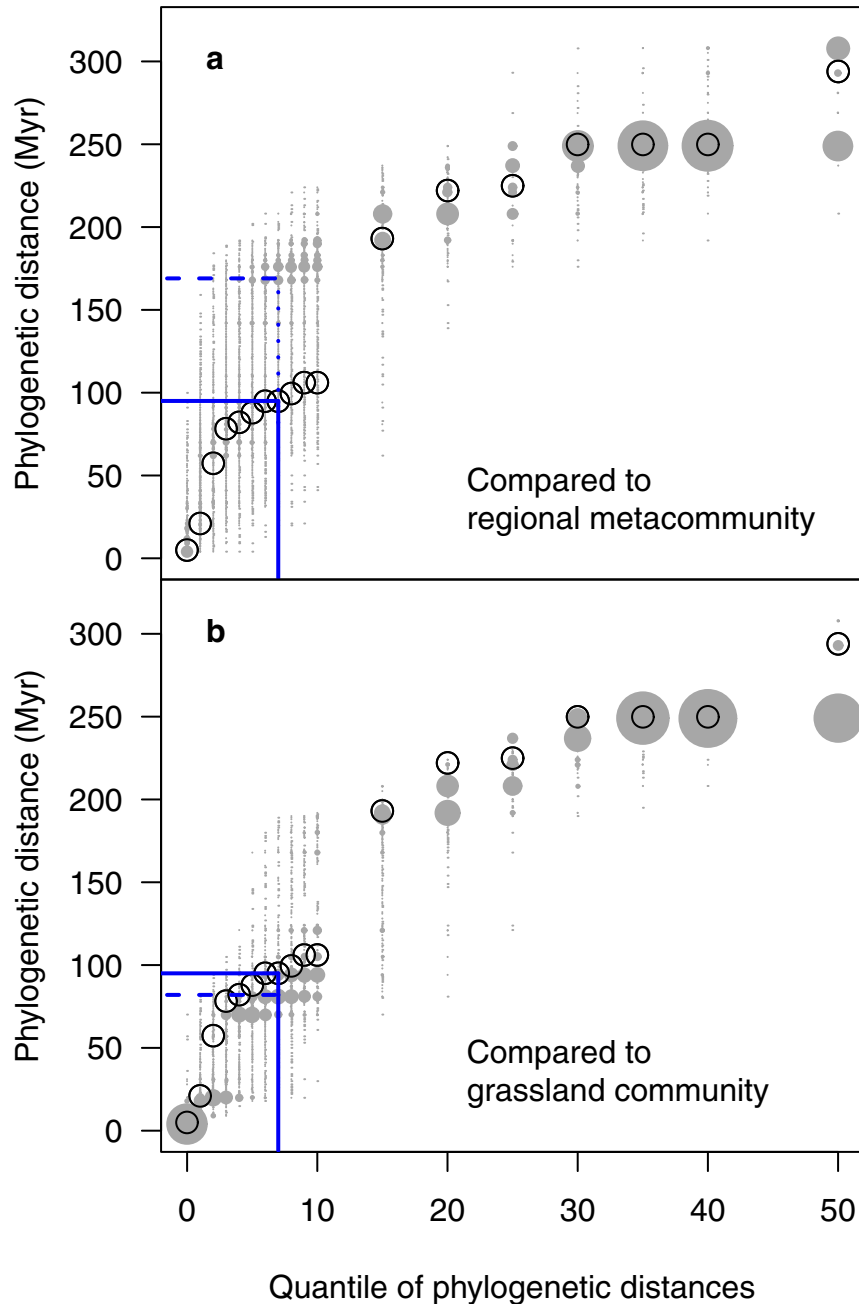 a
Phylogenetic distance (Myr)
300
250
200
150
100
50
0
Compared to
regional metacommunity
b
Phylogenetic distance (Myr)
300
250
200
150
100
50
0
Compared to
grassland community
0 10 20 30 40 50
Quantile of phylogenetic distances